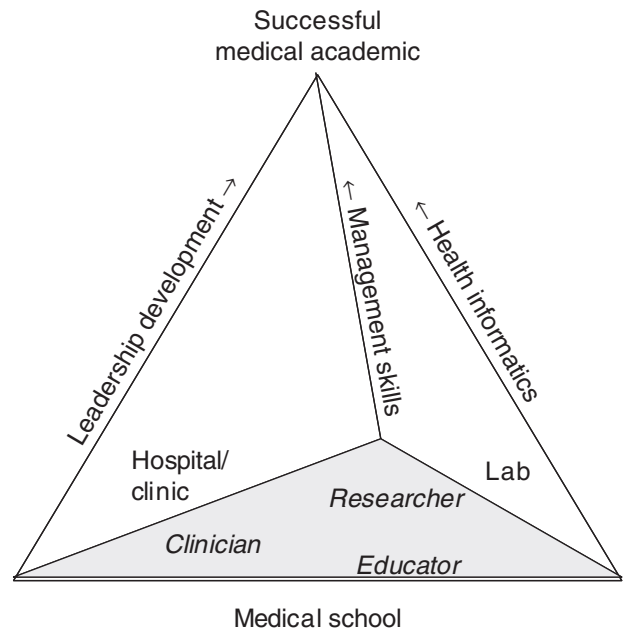 Successful
medical academic
Leadership development →
← Management skills
← Health informatics
Hospital/
clinic
Lab
Researcher
Clinician
Educator
Medical school